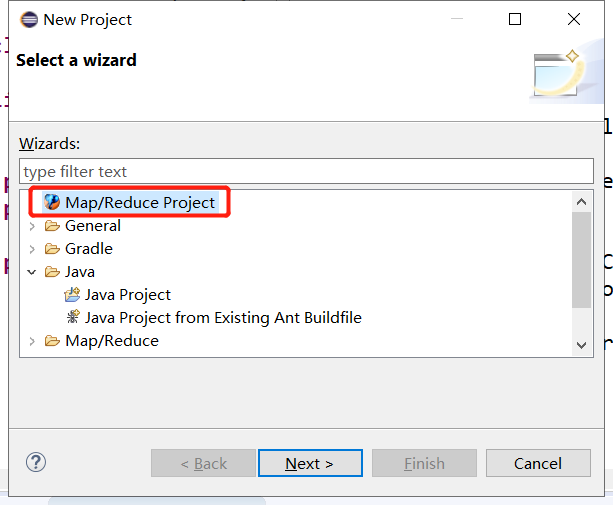 New Project
Select a wizard
Wizards:
type filter text
Map/Reduce Project
General
Gradle
Java
Java Project
Java Project from Existing Ant Buildfile
Map/Reduce
?
< Back
Next >
Finish
Cancel